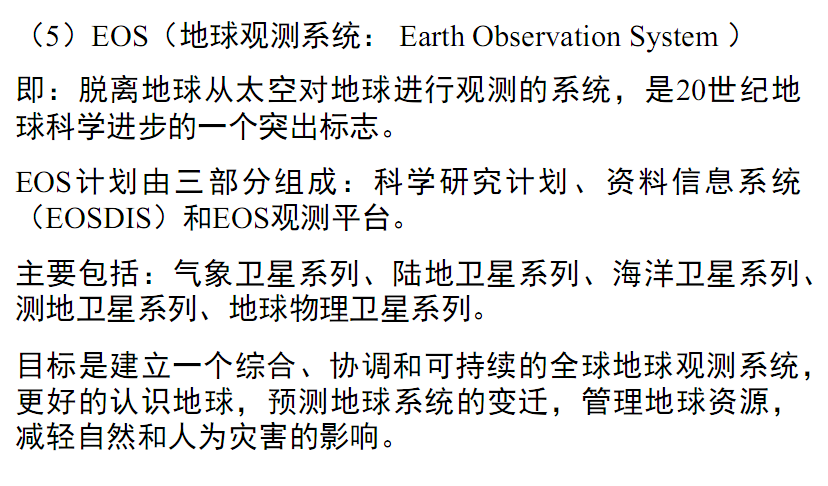 （5）EOS（地球观测系统： Earth Observation System ）
即：脱离地球从太空对地球进行观测的系统，是20世纪地
球科学进步的一个突出标志。
EOS计划由三部分组成：科学研究计划、资料信息系统
（EOSDIS）和EOS观测平台。
主要包括：气象卫星系列、陆地卫星系列、海洋卫星系列、
测地卫星系列、地球物理卫星系列。
目标是建立一个综合、协调和可持续的全球地球观测系统，
更好的认识地球，预测地球系统的变迁，管理地球资源，
减轻自然和人为灾害的影响。